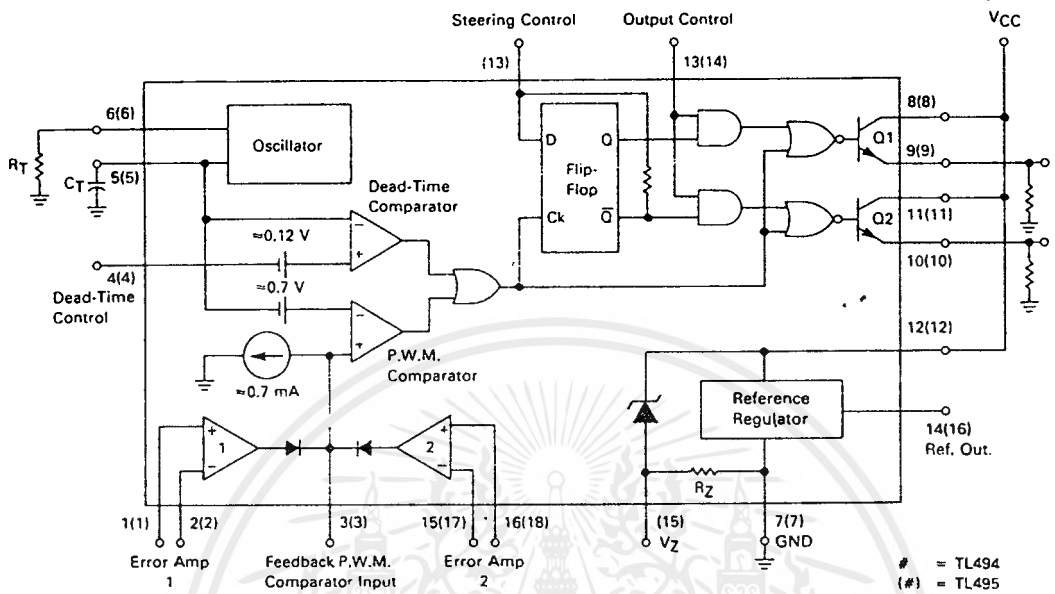 Steering Control
Output Control
VCC
(13)
13(14)
6(6)
RT
CT
5(5)
Oscillator
D
Q
Flip-
Flop
Ck
Q̅
8(8)
Q1
9(9)
11(11)
Q2
10(10)
Dead-Time
Comparator
≈0.12 V
4(4)
Dead-Time
Control
≈0.7 V
−
+
−
+
P.W.M.
Comparator
≈0.7 mA
12(12)
Reference
Regulator
14(16)
Ref. Out.
RZ
+
1
−
+
2
−
1(1)
2(2)
3(3)
15(17)
16(18)
(15)
7(7)
VZ
GND
Error Amp
1
Feedback P.W.M.
Comparator Input
Error Amp
2
# = TL494
(#) = TL495